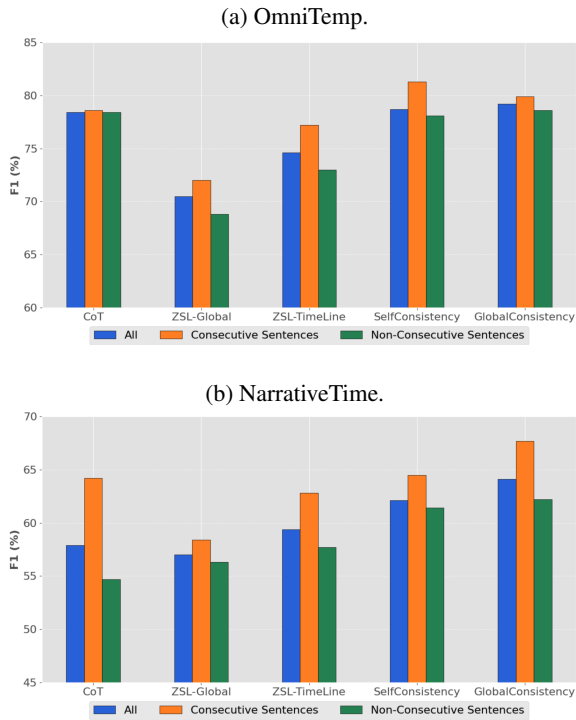 (a) OmniTemp.
85
80
75
70
65
60
F1 (%)
CoT ZSL-Global ZSL-TimeLine SelfConsistency GlobalConsistency
All Consecutive Sentences Non-Consecutive Sentences
(b) NarrativeTime.
70
65
60
55
50
45
F1 (%)
CoT ZSL-Global ZSL-TimeLine SelfConsistency GlobalConsistency
All Consecutive Sentences Non-Consecutive Sentences